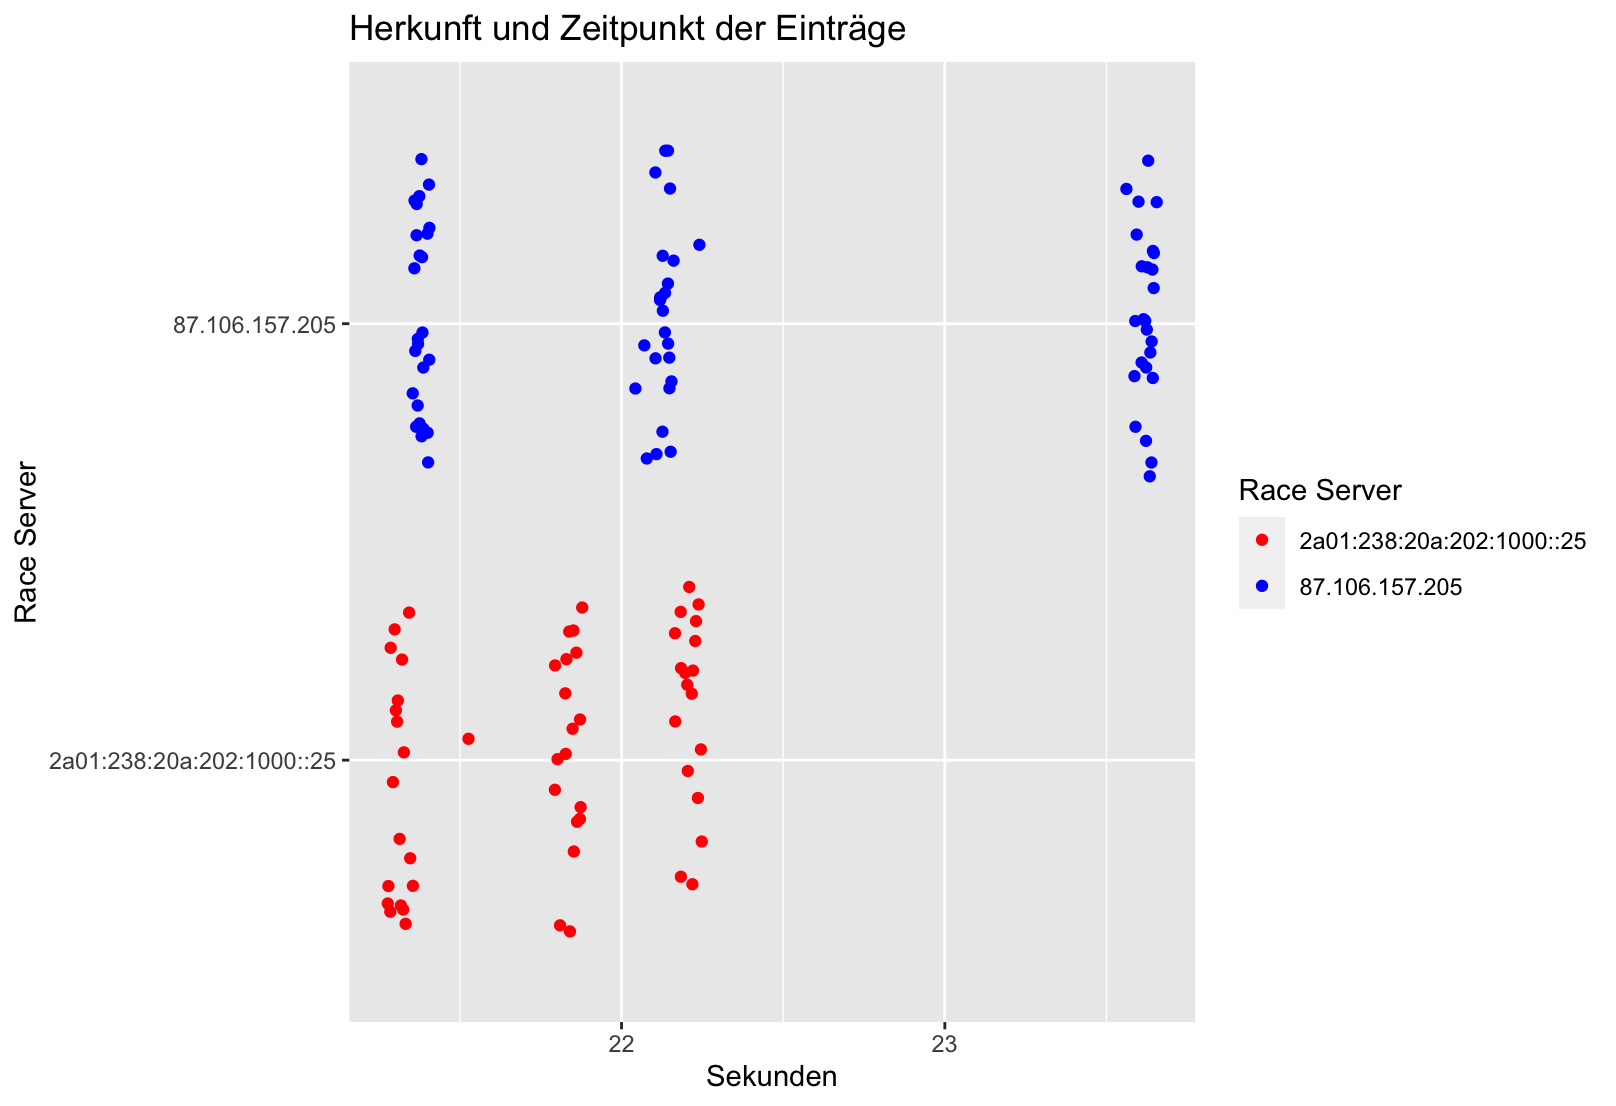 Herkunft und Zeitpunkt der Einträge
Race Server
87.106.157.205
2a01:238:20a:202:1000::25
22
23
Sekunden
Race Server
2a01:238:20a:202:1000::25
87.106.157.205